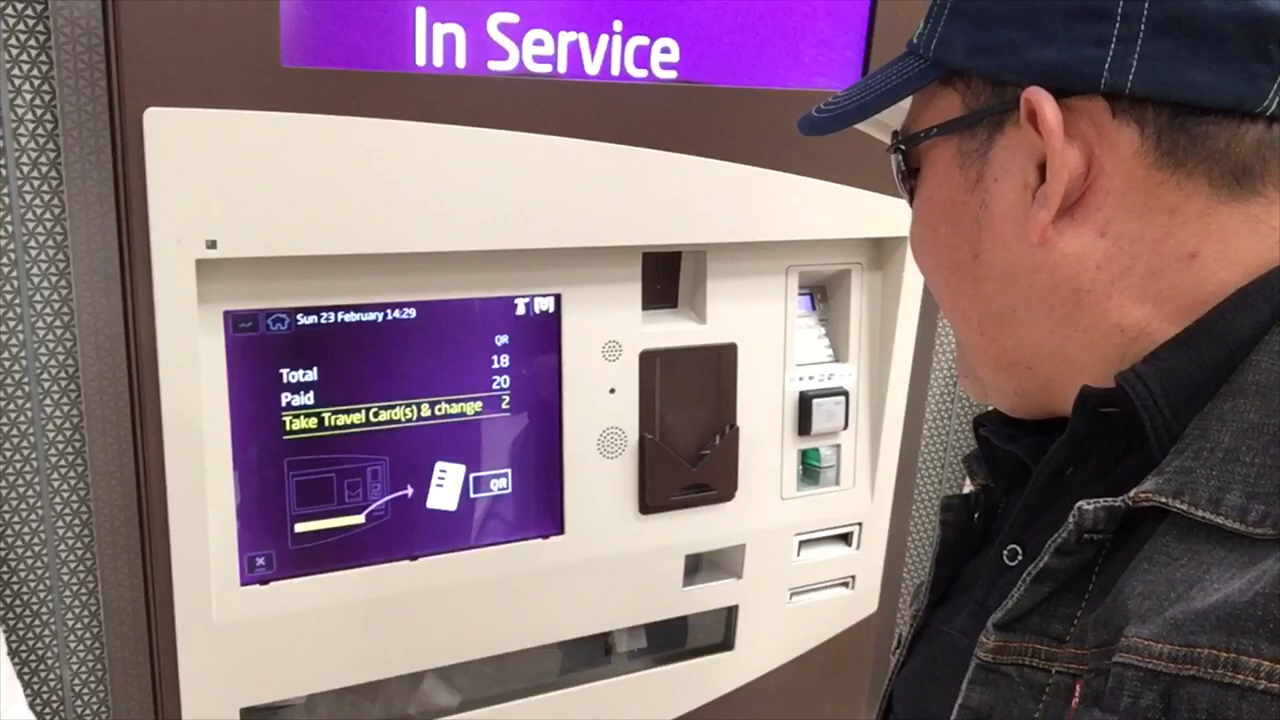 In Service
Sun 23 February 14:29
QR
Total 18
Paid 20
Take Travel Card(s) & change 2
QR